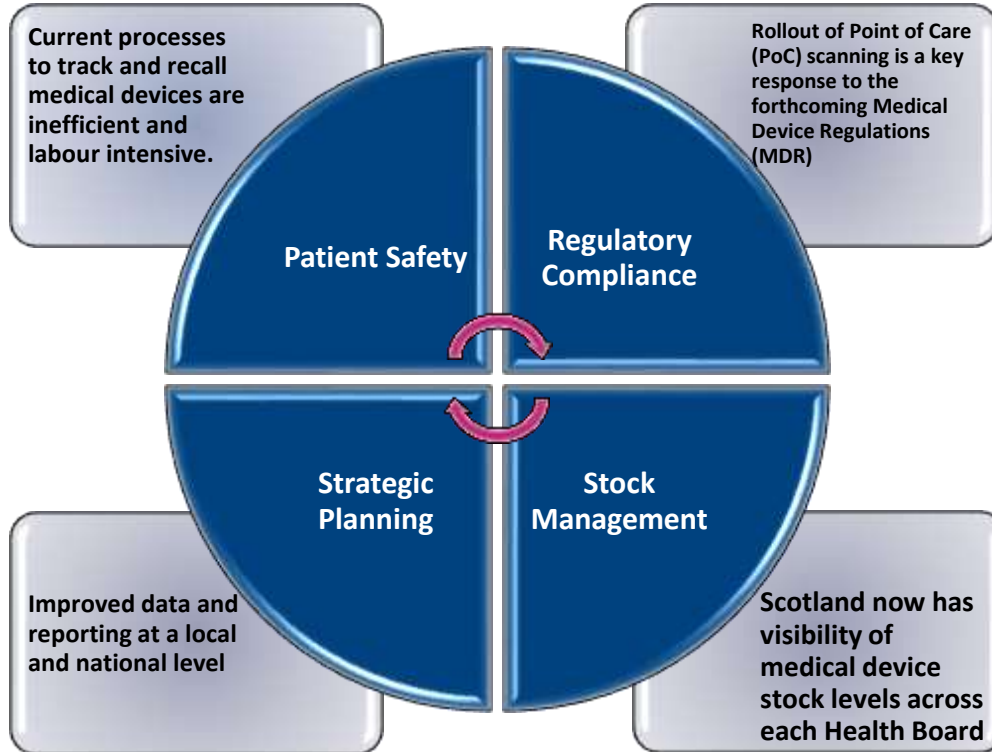 Current processes
to track and recall
medical devices are
inefficient and
labour intensive.
Rollout of Point of Care
(PoC) scanning is a key
response to the
forthcoming Medical
Device Regulations
(MDR)
Patient Safety
Regulatory
Compliance
Strategic
Planning
Stock
Management
Improved data and
reporting at a local
and national level
Scotland now has
visibility of
medical device
stock levels across
each Health Board